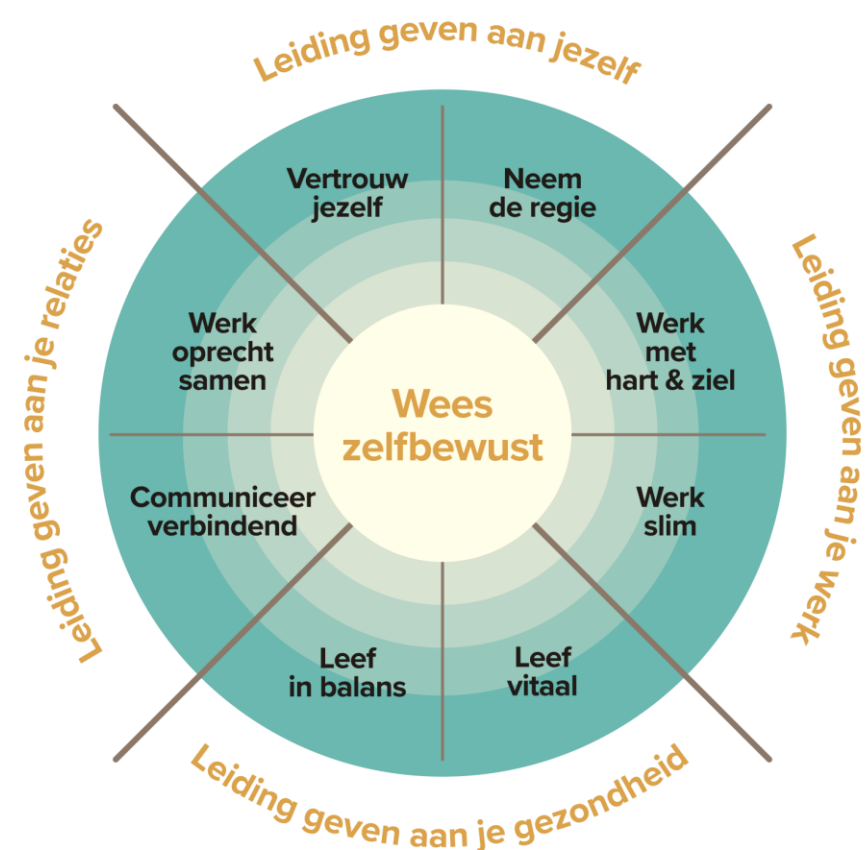 Leiding geven aan jezelf
Vertrouw
jezelf
Neem
de regie
Leiding geven aan je relaties
Werk
oprecht
samen
Werk
met
hart & ziel
Leiding geven aan je werk
Wees
zelfbewust
Communiceer
verbindend
Werk
slim
Leef
in balans
Leef
vitaal
Leiding geven aan je gezondheid